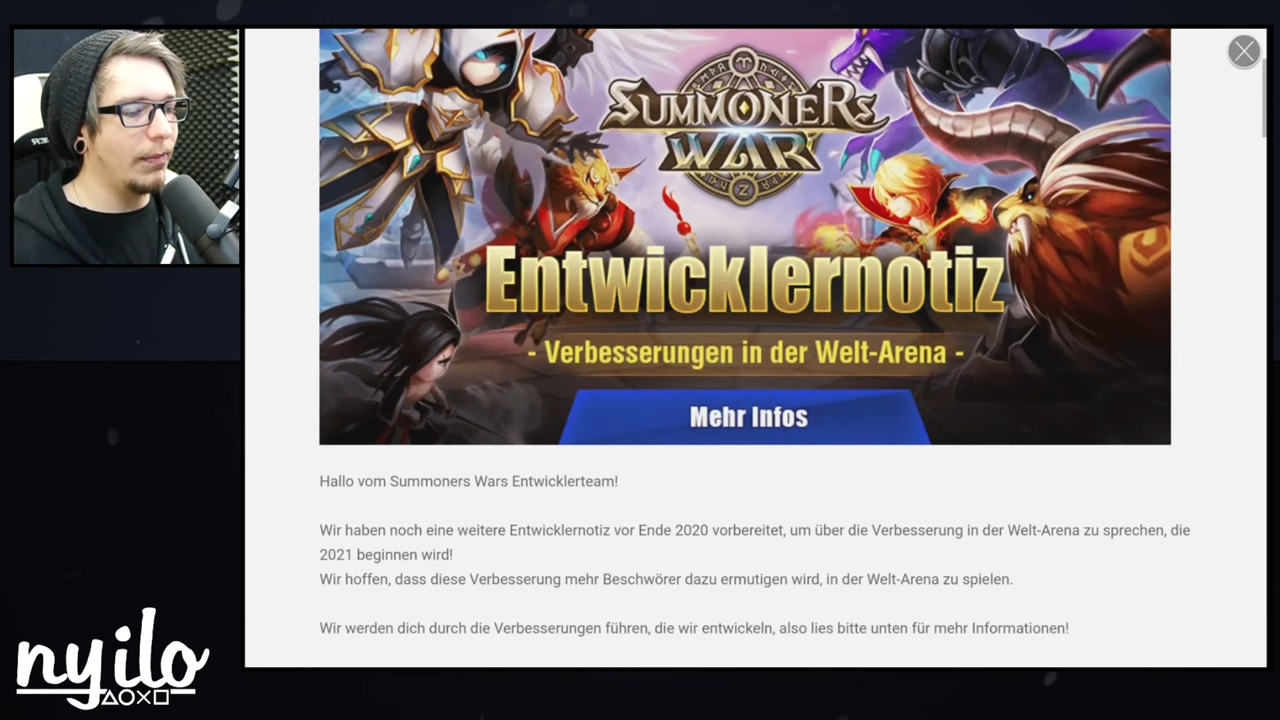 SUMMONERS
WAR
Entwicklernotiz
- Verbesserungen in der Welt-Arena -
Mehr Infos
Hallo vom Summoners Wars Entwicklerteam!
Wir haben noch eine weitere Entwicklernotiz vor Ende 2020 vorbereitet, um über die Verbesserung in der Welt-Arena zu sprechen, die
2021 beginnen wird!
Wir hoffen, dass diese Verbesserung mehr Beschwörer dazu ermutigen wird, in der Welt-Arena zu spielen.
Wir werden dich durch die Verbesserungen führen, die wir entwickeln, also lies bitte unten für mehr Informationen!
nyilo